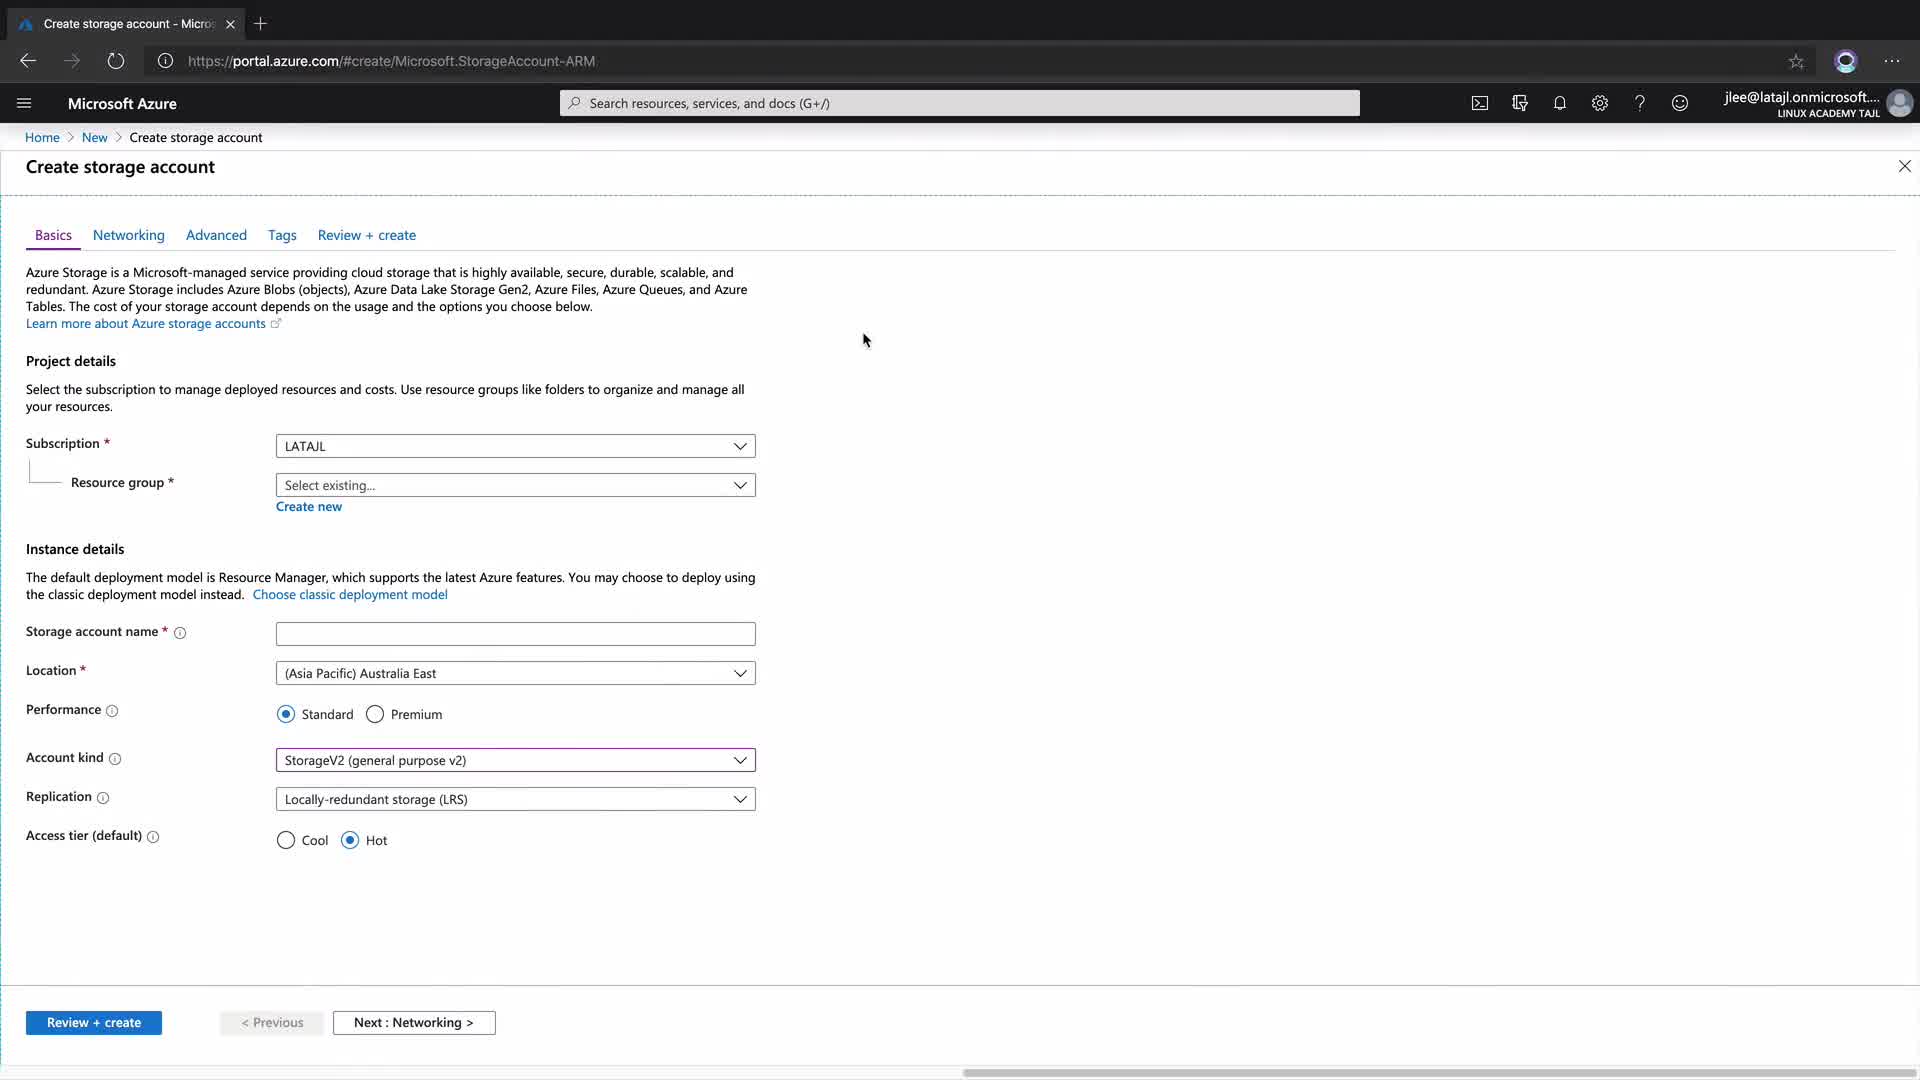 Create storage account - Micros
https://portal.azure.com/#create/Microsoft.StorageAccount-ARM
Microsoft Azure
Search resources, services, and docs (G+/)
jlee@latajl.onmicrosoft....
LINUX ACADEMY TAJL
Home > New > Create storage account
Create storage account
Basics Networking Advanced Tags Review + create
Azure Storage is a Microsoft-managed service providing cloud storage that is highly available, secure, durable, scalable, and
redundant. Azure Storage includes Azure Blobs (objects), Azure Data Lake Storage Gen2, Azure Files, Azure Queues, and Azure
Tables. The cost of your storage account depends on the usage and the options you choose below.
Learn more about Azure storage accounts
Project details
Select the subscription to manage deployed resources and costs. Use resource groups like folders to organize and manage all
your resources.
Subscription * LATAJL
Resource group * Select existing...
Create new
Instance details
The default deployment model is Resource Manager, which supports the latest Azure features. You may choose to deploy using
the classic deployment model instead. Choose classic deployment model
Storage account name *
Location * (Asia Pacific) Australia East
Performance Standard Premium
Account kind StorageV2 (general purpose v2)
Replication Locally-redundant storage (LRS)
Access tier (default) Cool Hot
Review + create < Previous Next : Networking >